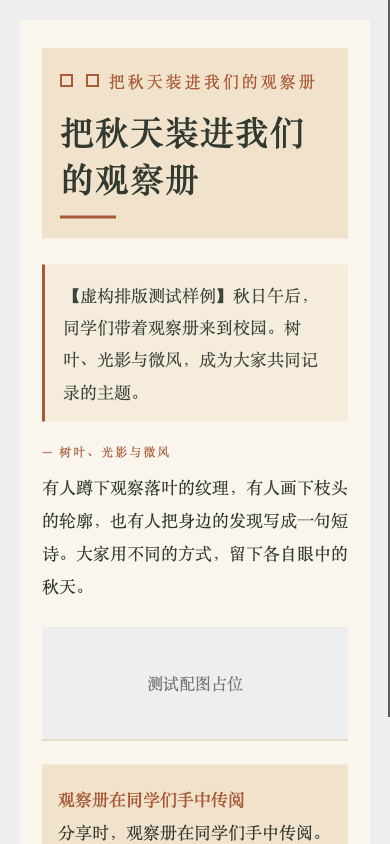 把秋天装进我们的观察册
把秋天装进我们
的观察册
【虚构排版测试样例】秋日午后，
同学们带着观察册来到校园。树
叶、光影与微风，成为大家共同记
录的主题。
— 树叶、光影与微风
有人蹲下观察落叶的纹理，有人画下枝头
的轮廓，也有人把身边的发现写成一句短
诗。大家用不同的方式，留下各自眼中的
秋天。
测试配图占位
观察册在同学们手中传阅
分享时，观察册在同学们手中传阅。